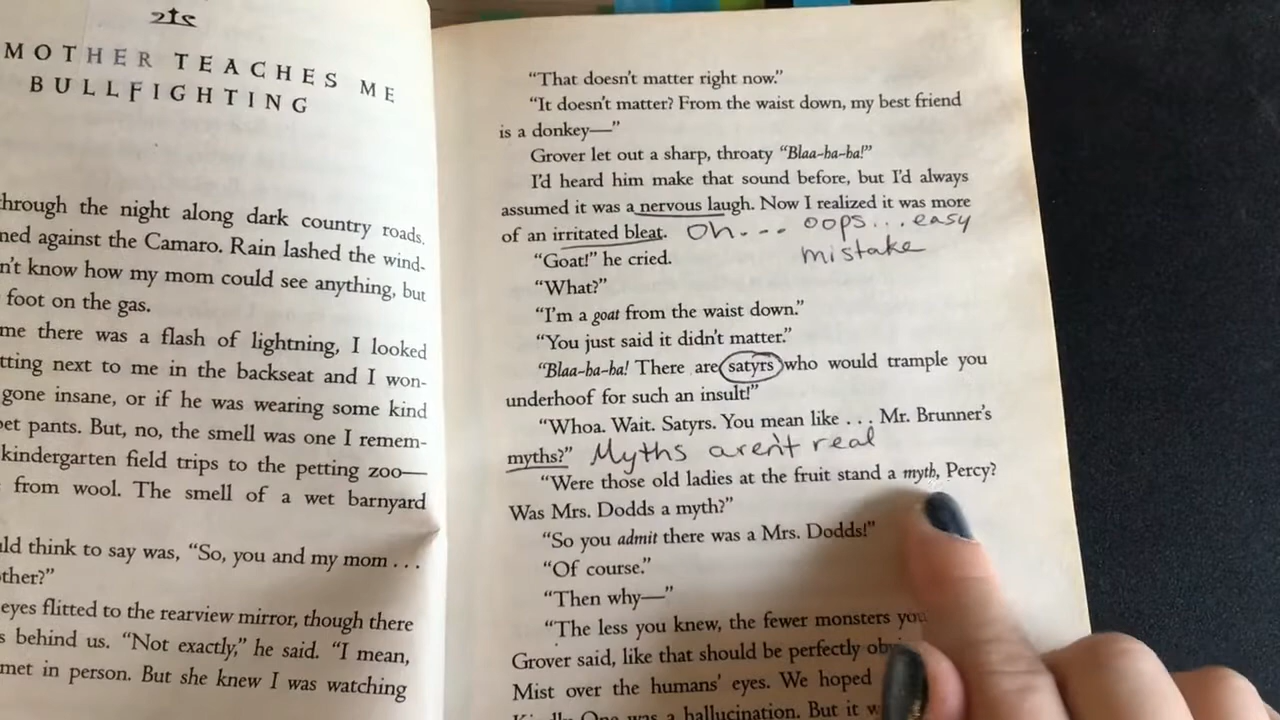 MOTHER TEACHES ME
BULLFIGHTING
through the night along dark country roads.
against the Camaro. Rain lashed the wind-
know how my mom could see anything, but
foot on the gas.
me there was a flash of lightning, I looked
next to me in the backseat and I won-
gone insane, or if he was wearing some kind
pants. But, no, the smell was one I remem-
kindergarten field trips to the petting zoo—
from wool. The smell of a wet barnyard
think to say was, “So, you and my mom . . .
eyes flitted to the rearview mirror, though there
behind us. “Not exactly,” he said. “I mean,
met in person. But she knew I was watching
“That doesn’t matter right now.”
“It doesn’t matter? From the waist down, my best friend
is a donkey—”
Grover let out a sharp, throaty “Blaa-ha-ha!”
I’d heard him make that sound before, but I’d always
assumed it was a nervous laugh. Now I realized it was more
of an irritated bleat. Oh--- oops...easy
mistake
“Goat!” he cried.
“What?”
“I’m a goat from the waist down.”
“You just said it didn’t matter.”
“Blaa-ha-ha! There are satyrs who would trample you
underhoof for such an insult!”
“Whoa. Wait. Satyrs. You mean like . . . Mr. Brunner’s
myths?” Myths aren't real
“Were those old ladies at the fruit stand a myth, Percy?
Was Mrs. Dodds a myth?”
“So you admit there was a Mrs. Dodds!”
“Of course.”
“Then why—”
“The less you knew, the fewer monsters you
Grover said, like that should be perfectly
Mist over the humans’ eyes. We hoped
One was a hallucination. But it